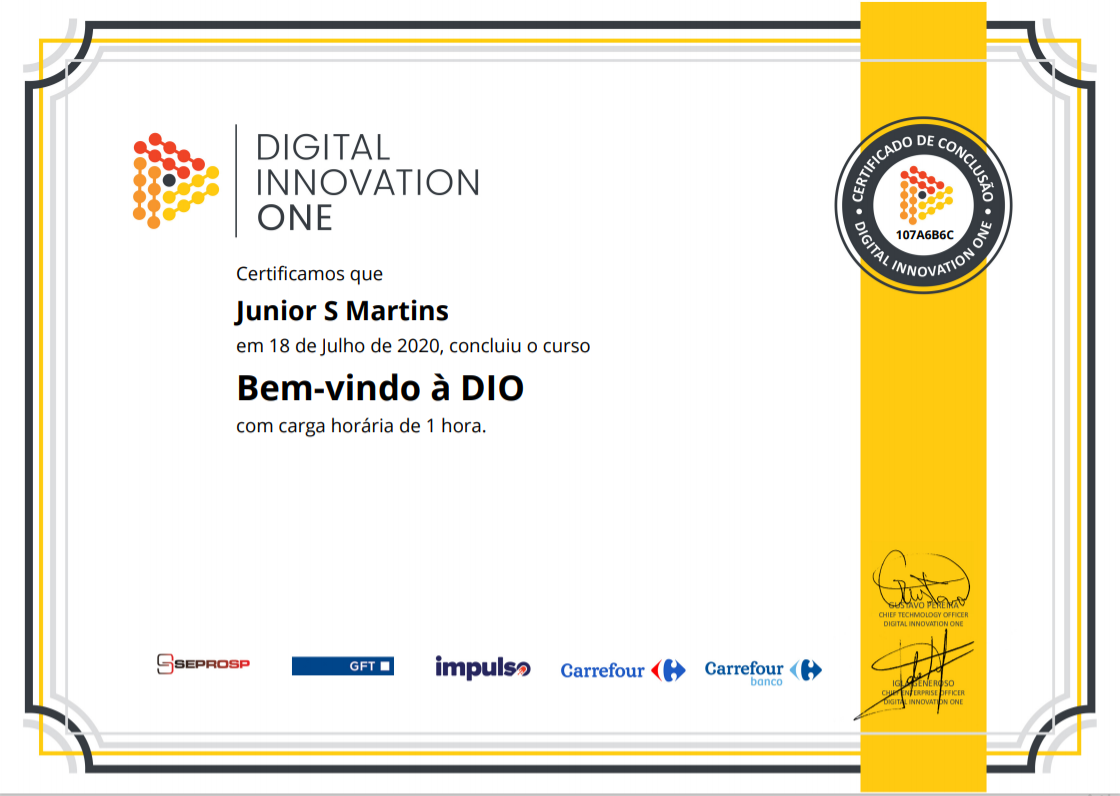 DIGITAL
INNOVATION
ONE
CERTIFICADO DE CONCLUSÃO
107A6B6C
DIGITAL INNOVATION ONE
Certificamos que
Junior S Martins
em 18 de Julho de 2020, concluiu o curso
Bem-vindo à DIO
com carga horária de 1 hora.
GUSTAVO PEREIRA
CHIEF TECHNOLOGY OFFICER
DIGITAL INNOVATION ONE
SEPROSP
GFT
impulso
Carrefour
Carrefour
banco
GENEROSO
CHIEF ENTERPRISE OFFICER
DIGITAL INNOVATION ONE